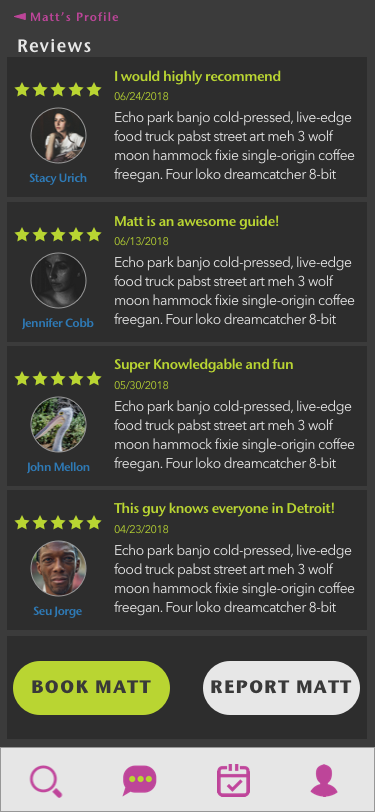 Matt's Profile
Reviews
I would highly recommend
06/24/2018
Echo park banjo cold-pressed, live-edge
food truck pabst street art meh 3 wolf
moon hammock fixie single-origin coffee
freegan. Four loko dreamcatcher 8-bit
Stacy Urich
Matt is an awesome guide!
06/13/2018
Echo park banjo cold-pressed, live-edge
food truck pabst street art meh 3 wolf
moon hammock fixie single-origin coffee
freegan. Four loko dreamcatcher 8-bit
Jennifer Cobb
Super Knowledgable and fun
05/30/2018
Echo park banjo cold-pressed, live-edge
food truck pabst street art meh 3 wolf
moon hammock fixie single-origin coffee
freegan. Four loko dreamcatcher 8-bit
John Mellon
This guy knows everyone in Detroit!
04/23/2018
Echo park banjo cold-pressed, live-edge
food truck pabst street art meh 3 wolf
moon hammock fixie single-origin coffee
freegan. Four loko dreamcatcher 8-bit
Seu Jorge
BOOK MATT
REPORT MATT